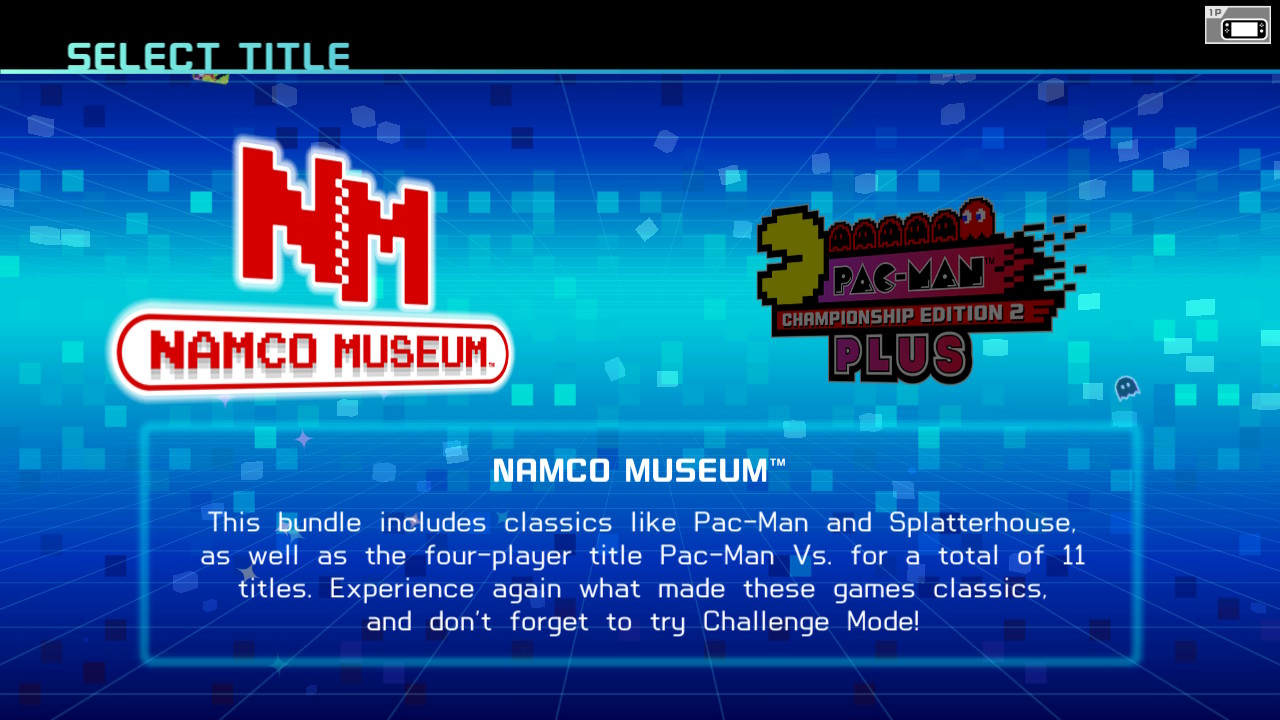 1P
SELECT TITLE
NM
NAMCO MUSEUM™
PAC-MAN™
CHAMPIONSHIP EDITION 2
PLUS
NAMCO MUSEUM™
This bundle includes classics like Pac-Man and Splatterhouse,
as well as the four-player title Pac-Man Vs. for a total of 11
titles. Experience again what made these games classics,
and don't forget to try Challenge Mode!